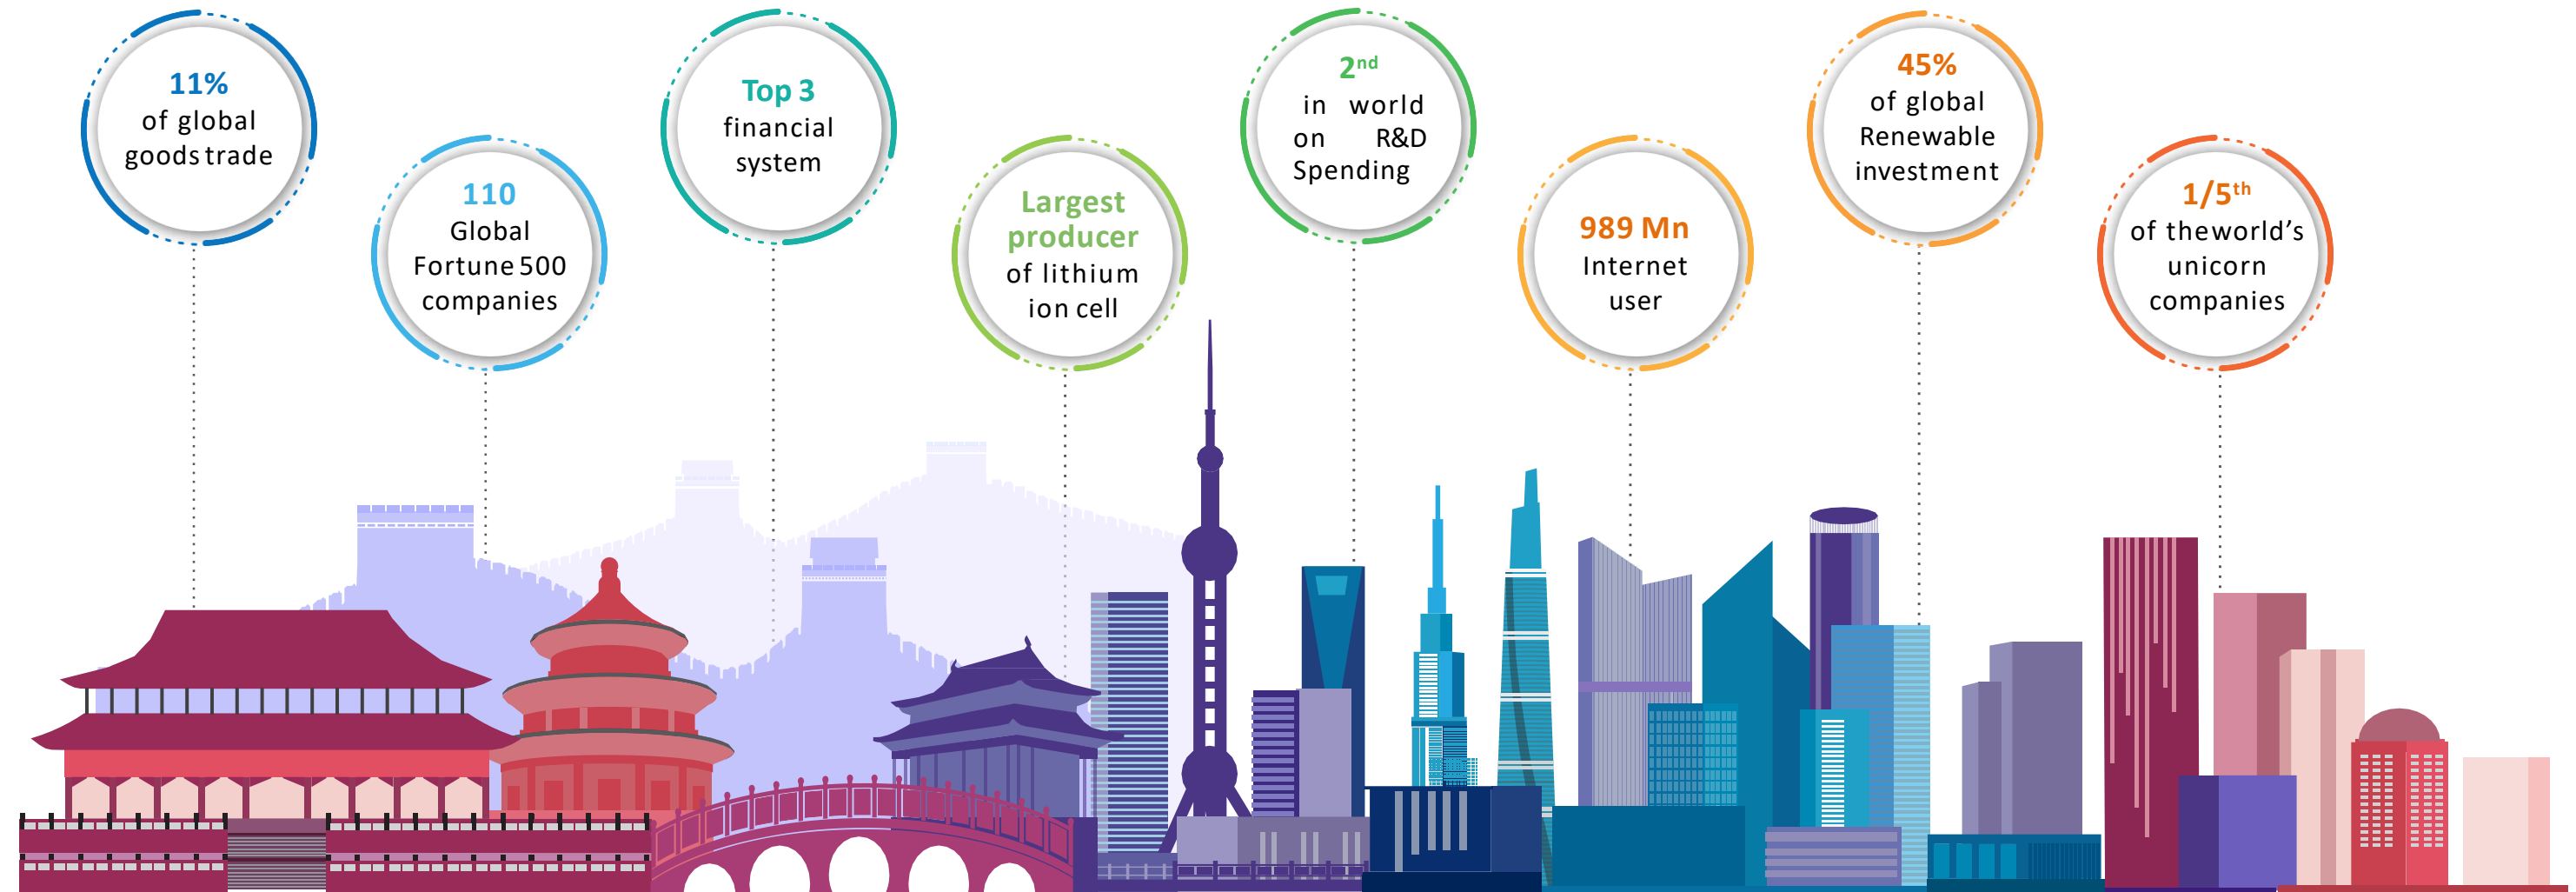 11%
of global
goods trade
110
Global
Fortune 500
companies
Top 3
financial
system
Largest
producer
of lithium
ion cell
2nd
in world
on R&D
Spending
989 Mn
Internet
user
45%
of global
Renewable
investment
1/5th
of theworld's
unicorn
companies